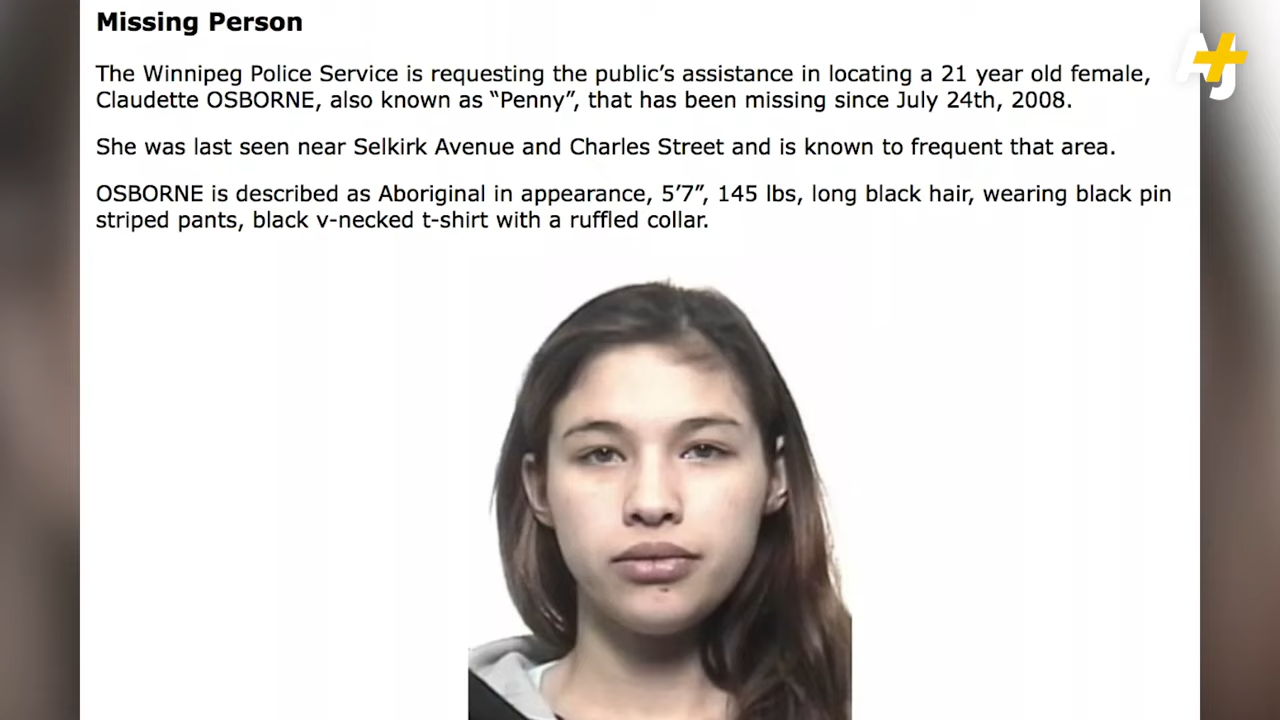 Missing Person
The Winnipeg Police Service is requesting the public’s assistance in locating a 21 year old female,
Claudette OSBORNE, also known as “Penny”, that has been missing since July 24th, 2008.
She was last seen near Selkirk Avenue and Charles Street and is known to frequent that area.
OSBORNE is described as Aboriginal in appearance, 5’7”, 145 lbs, long black hair, wearing black pin
striped pants, black v-necked t-shirt with a ruffled collar.
AJ+